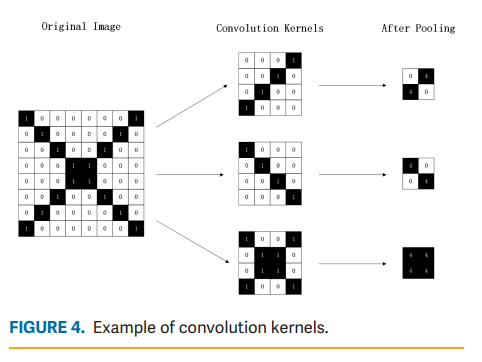 Original Image
Convolution Kernels
After Pooling
1 0 0 0 0 0 0 1
0 1 0 0 0 0 1 0
0 0 1 0 0 1 0 0
0 0 0 1 1 0 0 0
0 0 0 1 1 0 0 0
0 0 1 0 0 1 0 0
0 1 0 0 0 0 1 0
1 0 0 0 0 0 0 1
0 0 0 1
0 0 1 0
0 1 0 0
1 0 0 0
0 4
4 0
1 0 0 0
0 1 0 0
0 0 1 0
0 0 0 1
4 0
0 4
1 0 0 1
0 1 1 0
0 1 1 0
1 0 0 1
4 4
4 4
FIGURE 4. Example of convolution kernels.